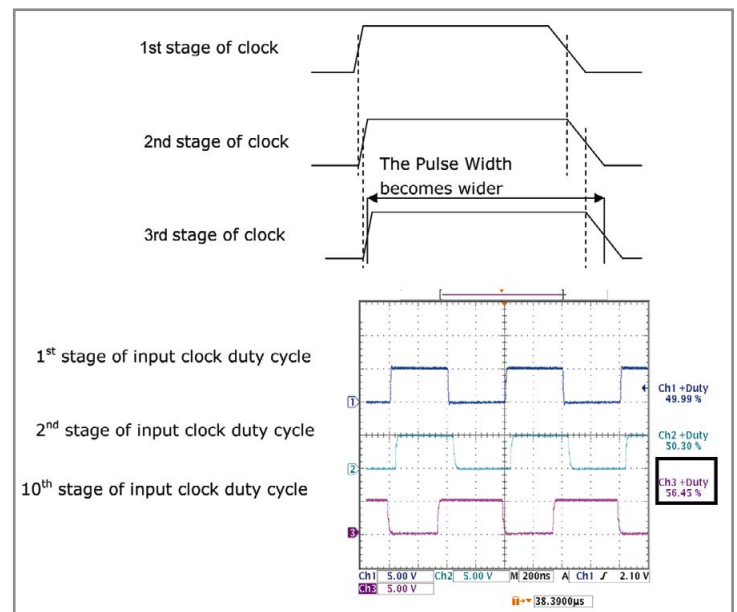 1st stage of clock
2nd stage of clock
The Pulse Width
becomes wider
3rd stage of clock
1st stage of input clock duty cycle
2nd stage of input clock duty cycle
10th stage of input clock duty cycle
1
2
3
Ch1 +Duty
49.99 %
Ch2 +Duty
50.30 %
Ch3 +Duty
56.45 %
Ch1 5.00 V Ch2 5.00 V M 200ns A Ch1 ʃ 2.10 V
Ch3 5.00 V
38.3900µs